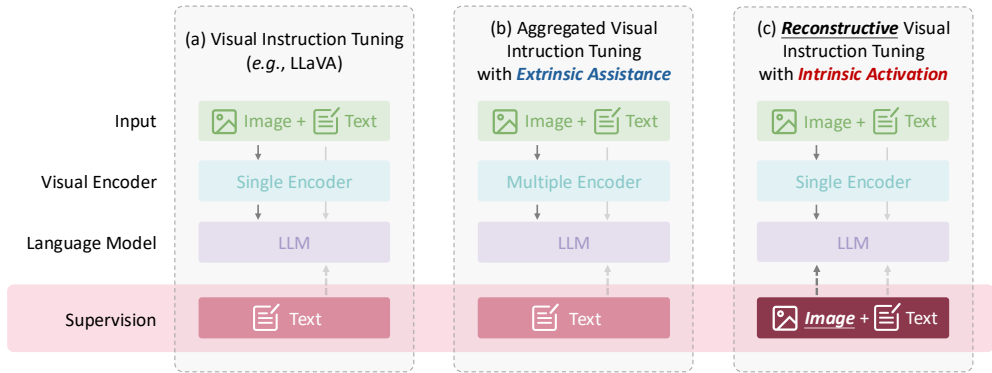 (a) Visual Instruction Tuning
(e.g., LLaVA)
(b) Aggregated Visual
Intruction Tuning
with Extrinsic Assistance
(c) Reconstructive Visual
Instruction Tuning
with Intrinsic Activation
Input
Image + Text
Image + Text
Image + Text
Visual Encoder
Single Encoder
Multiple Encoder
Single Encoder
Language Model
LLM
LLM
LLM
Supervision
Text
Text
Image + Text